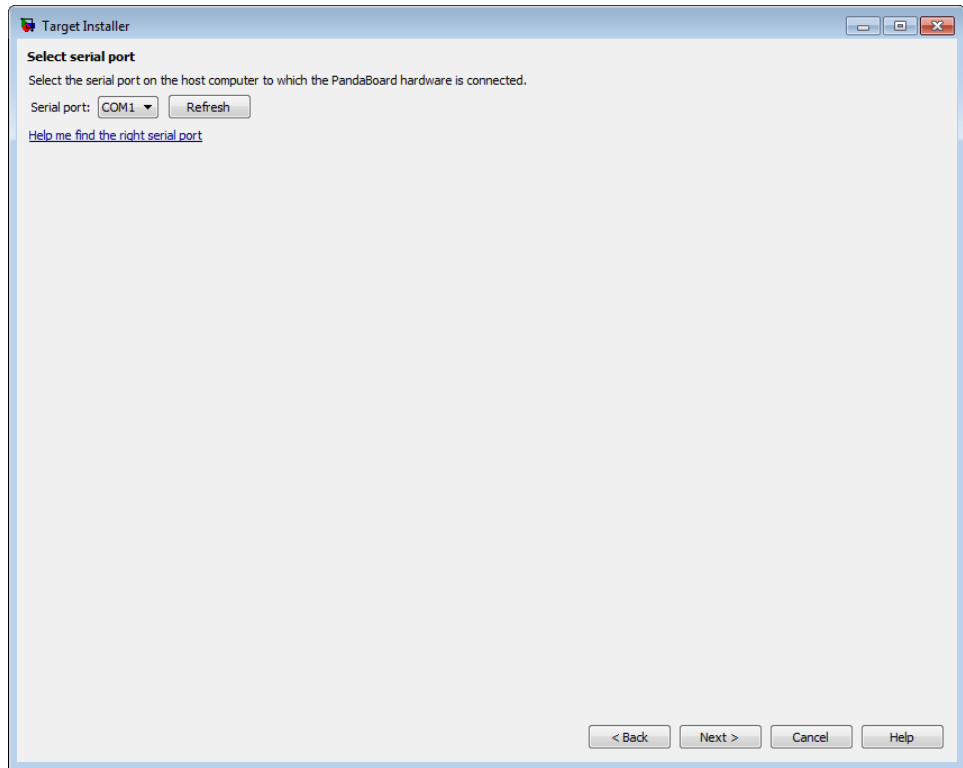 Target Installer
Select serial port
Select the serial port on the host computer to which the PandaBoard hardware is connected.
Serial port: COM1 Refresh
Help me find the right serial port
< Back Next > Cancel Help